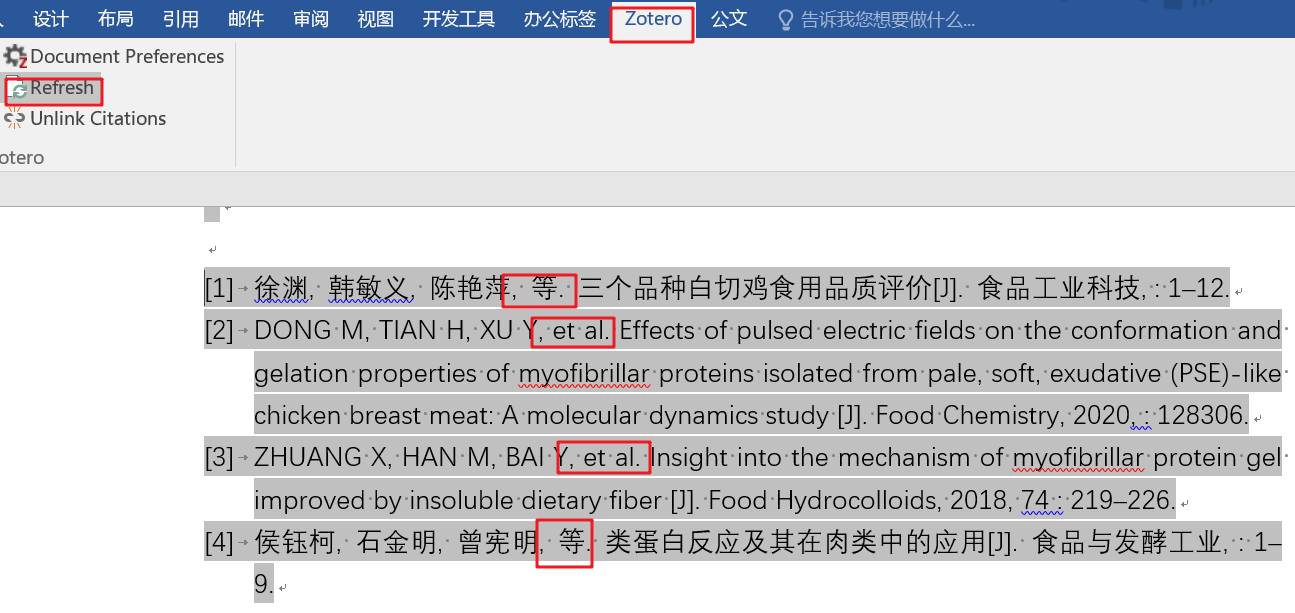 设计 布局 引用 邮件 审阅 视图 开发工具 办公标签 Zotero 公文 告诉我您想要做什么...
Document Preferences
Refresh
Unlink Citations
otero
[1] 徐渊, 韩敏义, 陈艳萍, 等. 三个品种白切鸡食用品质评价[J]. 食品工业科技, : 1–12.
[2] DONG M, TIAN H, XU Y, et al. Effects of pulsed electric fields on the conformation and
gelation properties of myofibrillar proteins isolated from pale, soft, exudative (PSE)-like
chicken breast meat: A molecular dynamics study [J]. Food Chemistry, 2020, : 128306.
[3] ZHUANG X, HAN M, BAI Y, et al. Insight into the mechanism of myofibrillar protein gel
improved by insoluble dietary fiber [J]. Food Hydrocolloids, 2018, 74 : 219–226.
[4] 侯钰柯, 石金明, 曾宪明, 等. 类蛋白反应及其在肉类中的应用[J]. 食品与发酵工业, : 1–
9.